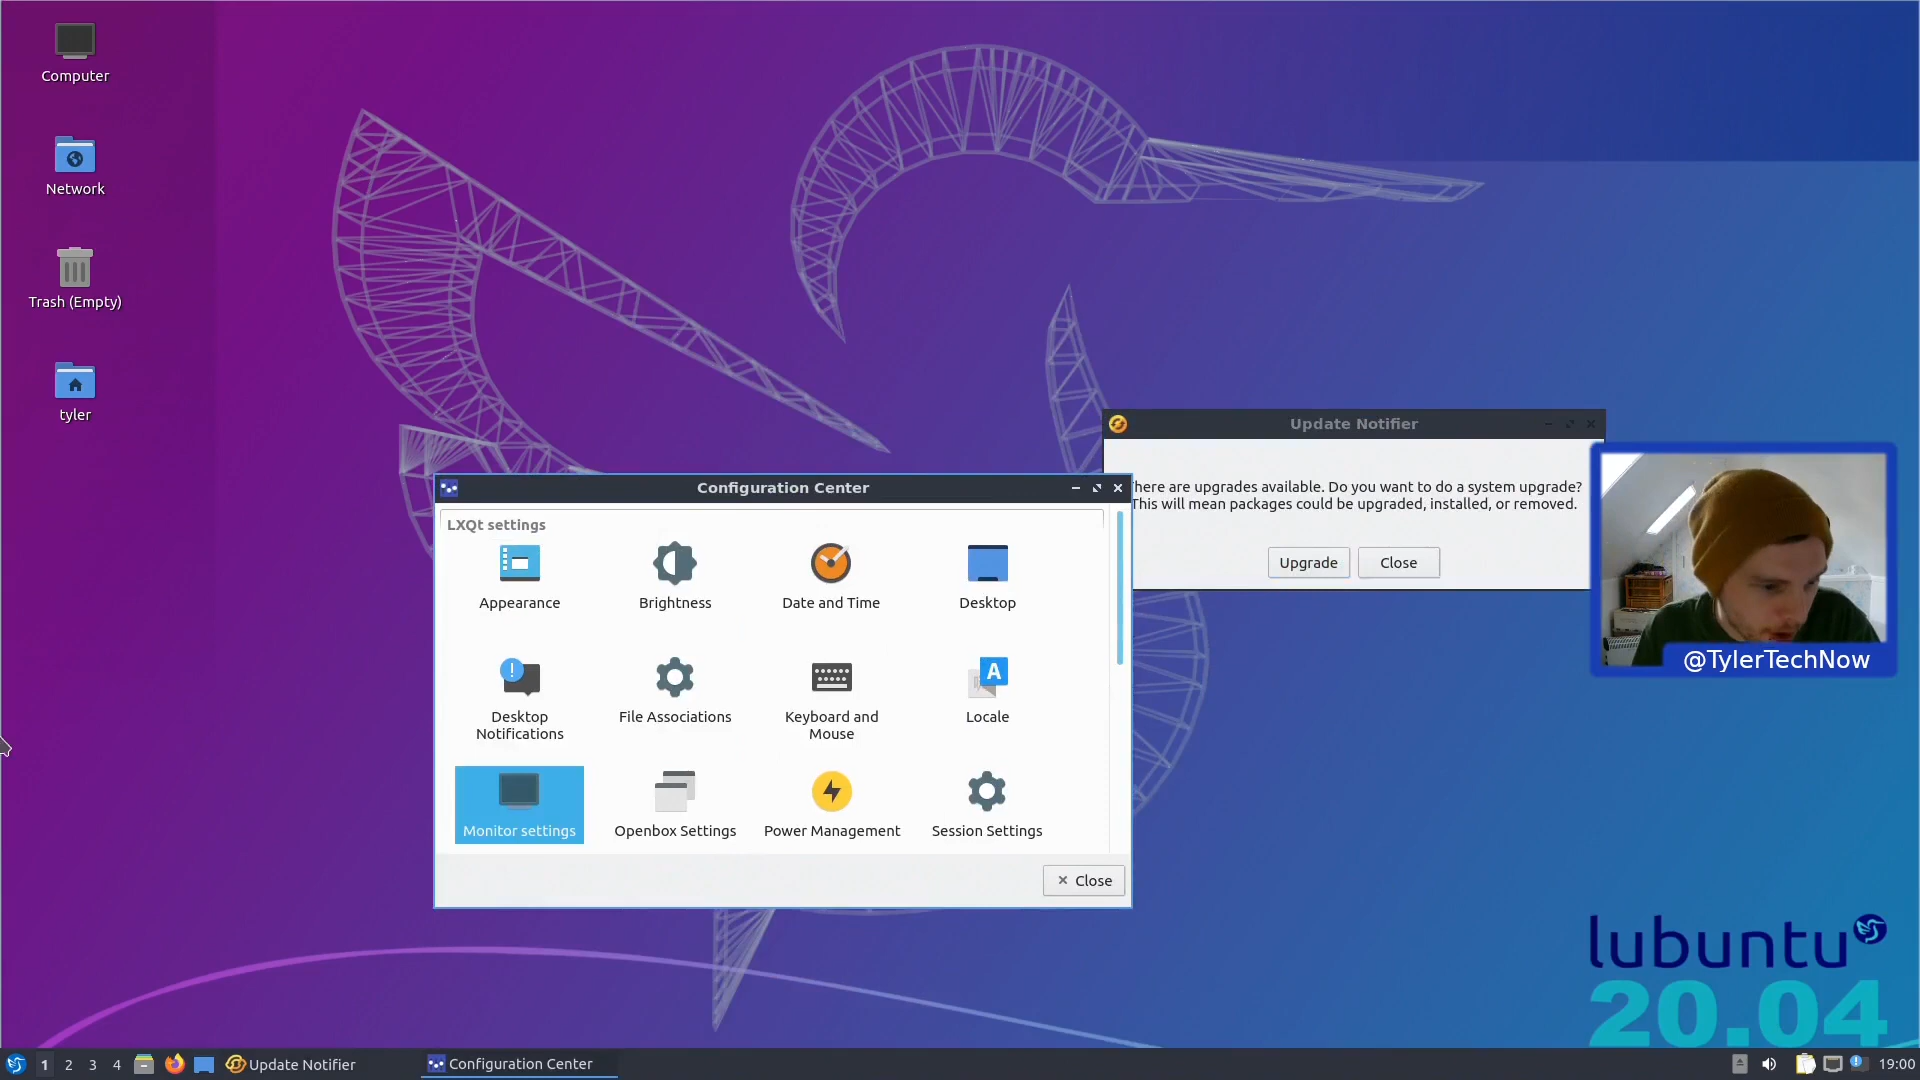 Computer
Network
Trash (Empty)
tyler
Update Notifier
here are upgrades available. Do you want to do a system upgrade?
This will mean packages could be upgraded, installed, or removed.
Upgrade
Close
Configuration Center
LXQt settings
Appearance
Brightness
Date and Time
Desktop
Desktop
Notifications
File Associations
Keyboard and
Mouse
A
Locale
Monitor settings
Openbox Settings
Power Management
Session Settings
Close
@TylerTechNow
lubuntu
20.04
1
2
3
4
Update Notifier
Configuration Center
19:00